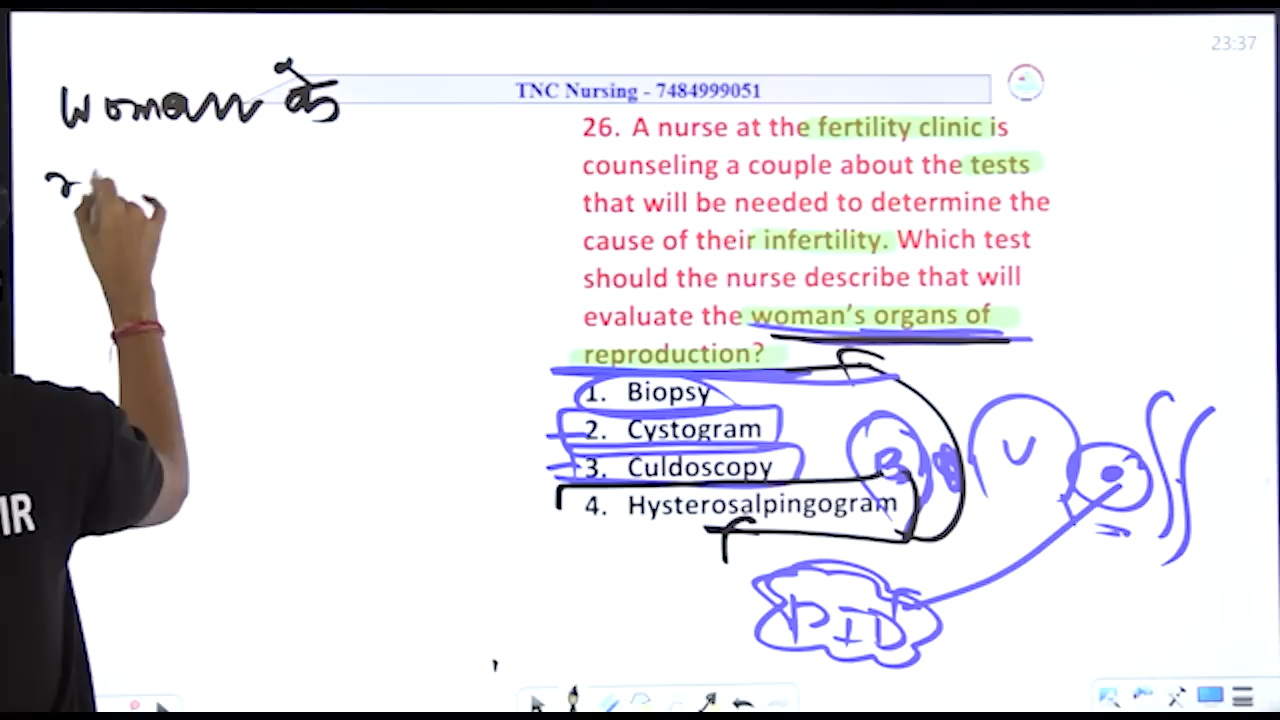 23:37
woman के
TNC Nursing - 7484999051
26. A nurse at the fertility clinic is
counseling a couple about the tests
that will be needed to determine the
cause of their infertility. Which test
should the nurse describe that will
evaluate the woman's organs of
reproduction?
1. Biopsy
2. Cystogram
3. Culdoscopy
4. Hysterosalpingogram
B
U
PID
IR